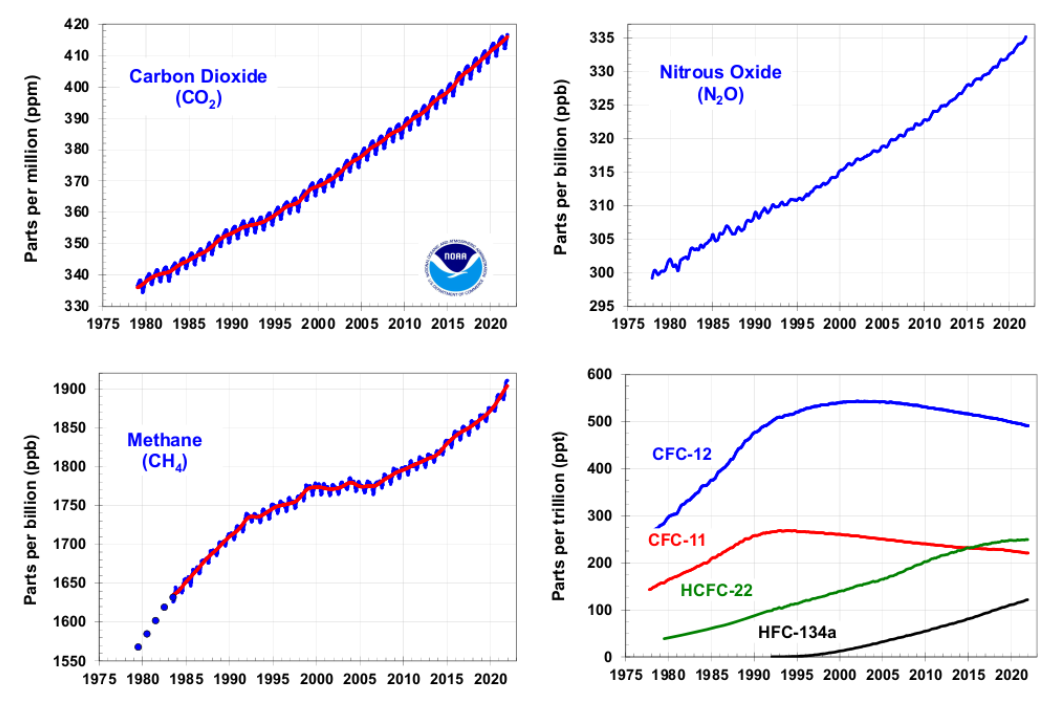 420
410
400
390
380
370
360
350
340
330
Parts per million (ppm)
Carbon Dioxide
(CO₂)
NOAA
1975 1980 1985 1990 1995 2000 2005 2010 2015 2020
335
330
325
320
315
310
305
300
295
Parts per billion (ppb)
Nitrous Oxide
(N₂O)
1975 1980 1985 1990 1995 2000 2005 2010 2015 2020
1900
1850
1800
1750
1700
1650
1600
1550
Parts per billion (ppb)
Methane
(CH₄)
1975 1980 1985 1990 1995 2000 2005 2010 2015 2020
600
500
400
300
200
100
0
Parts per trillion (ppt)
CFC-12
CFC-11
HCFC-22
HFC-134a
1975 1980 1985 1990 1995 2000 2005 2010 2015 2020